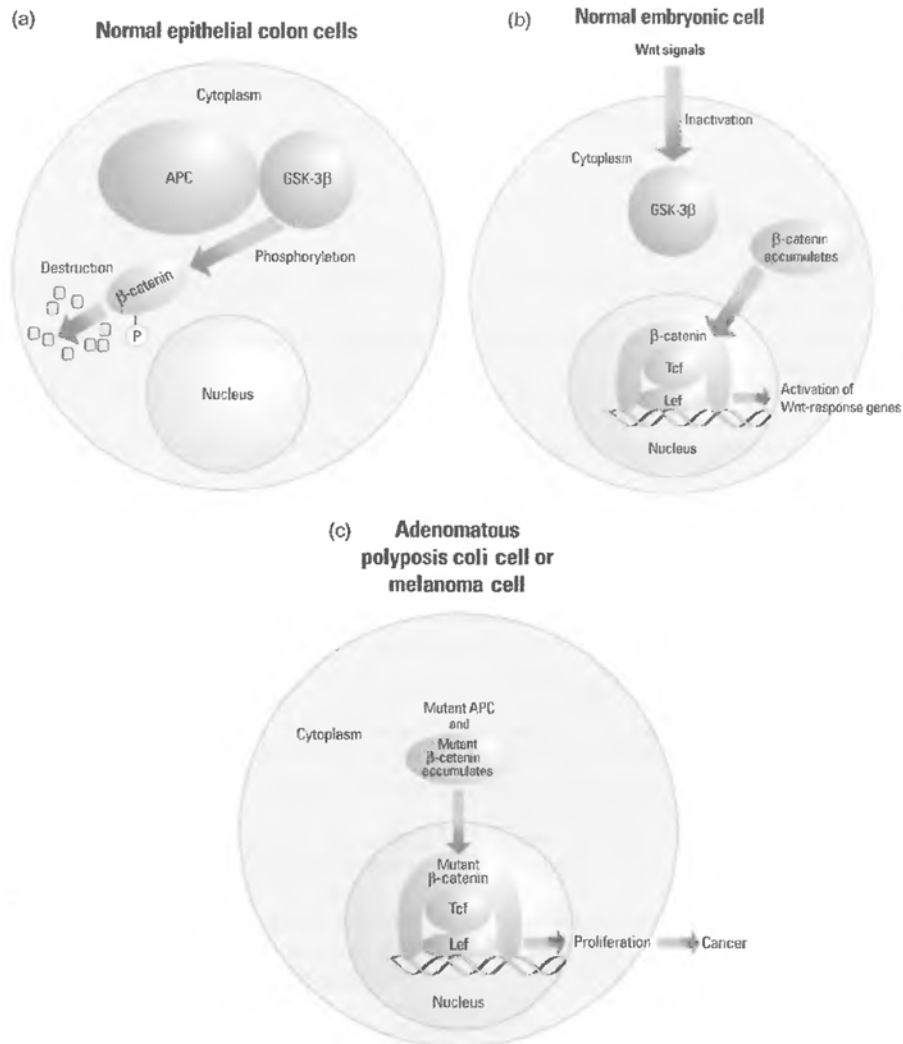 (a)
Normal epithelial colon cells
Cytoplasm
APC
GSK-3β
Phosphorylation
Destruction
β-catenin
P
Nucleus
(b)
Normal embryonic cell
Wnt signals
Inactivation
Cytoplasm
GSK-3β
β-catenin
accumulates
β-catenin
Tcf
Lef
Activation of
Wnt-response genes
Nucleus
(c)
Adenomatous
polyposis coli cell or
melanoma cell
Cytoplasm
Mutant APC
and
Mutant
β-catenin
accumulates
Mutant
β-catenin
Tcf
Lef
Proliferation
Cancer
Nucleus